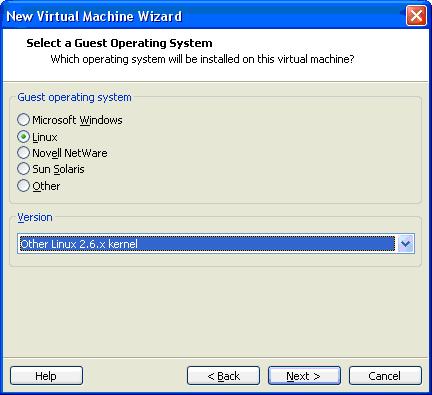 New Virtual Machine Wizard
Select a Guest Operating System
Which operating system will be installed on this virtual machine?
Guest operating system
Microsoft Windows
Linux
Novell NetWare
Sun Solaris
Other
Version
Other Linux 2.6.x kernel
Help
< Back
Next >
Cancel